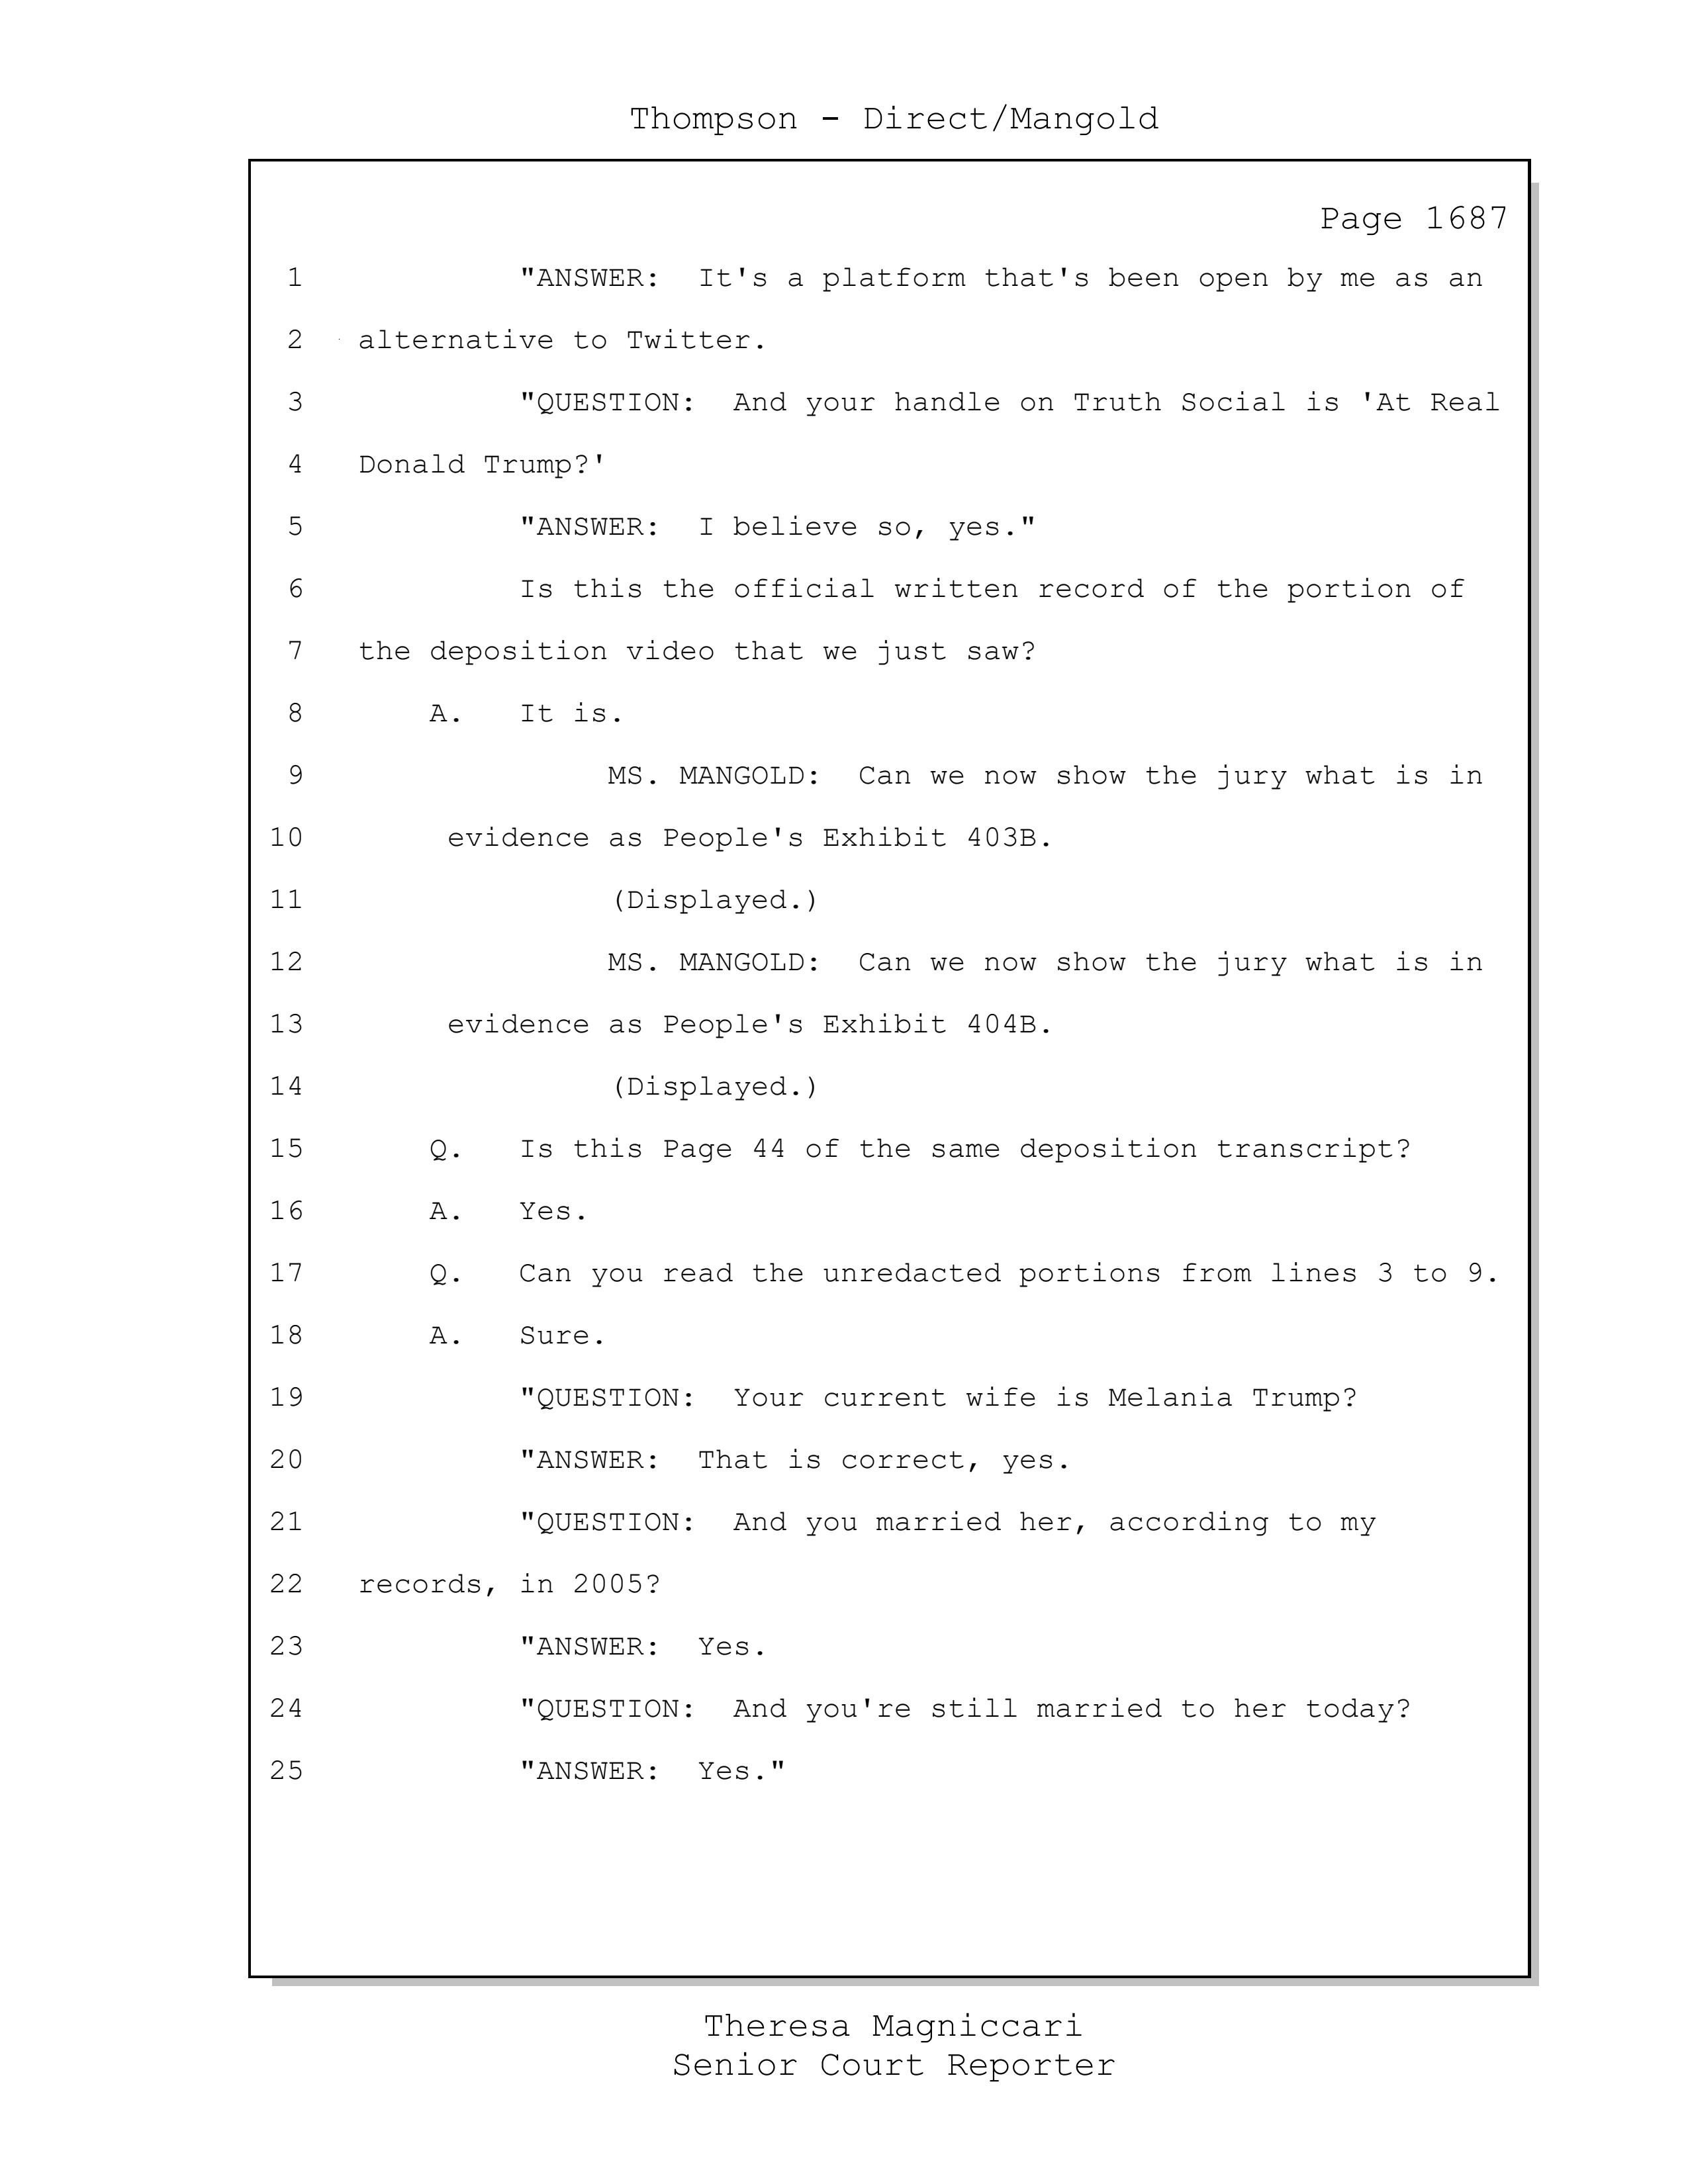 Thompson - Direct/Mangold
Page 1687
1 "ANSWER: It's a platform that's been open by me as an
2 alternative to Twitter.
3 "QUESTION: And your handle on Truth Social is 'At Real
4 Donald Trump?'
5 "ANSWER: I believe so, yes."
6 Is this the official written record of the portion of
7 the deposition video that we just saw?
8 A. It is.
9 MS. MANGOLD: Can we now show the jury what is in
10 evidence as People's Exhibit 403B.
11 (Displayed.)
12 MS. MANGOLD: Can we now show the jury what is in
13 evidence as People's Exhibit 404B.
14 (Displayed.)
15 Q. Is this Page 44 of the same deposition transcript?
16 A. Yes.
17 Q. Can you read the unredacted portions from lines 3 to 9.
18 A. Sure.
19 "QUESTION: Your current wife is Melania Trump?
20 "ANSWER: That is correct, yes.
21 "QUESTION: And you married her, according to my
22 records, in 2005?
23 "ANSWER: Yes.
24 "QUESTION: And you're still married to her today?
25 "ANSWER: Yes."
Theresa Magniccari
Senior Court Reporter